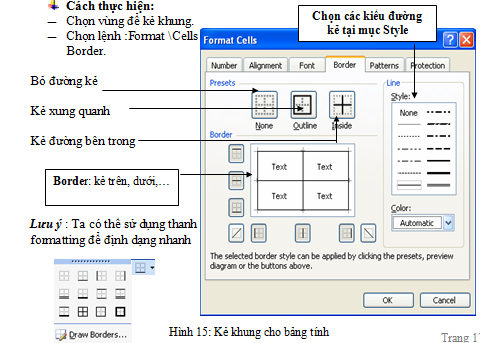 Cách thực hiện:
— Chọn vùng để kẻ khung.
— Chọn lệnh :Format \Cells
Border.
Chọn các kiểu đường
kẻ tại mục Style
Bỏ đường kẻ
Kẻ xung quanh
Kẻ đường bên trong
Border: kẻ trên, dưới,…
Lưu ý : Ta có thể sử dụng thanh
formatting để định dạng nhanh
Draw Borders...
Format Cells
Number Alignment Font Border Patterns Protection
Presets
None Outline Inside
Border
Text Text
Text Text
Line
Style:
None
Color:
Automatic
The selected border style can be applied by clicking the presets, preview
diagram or the buttons above.
OK Cancel
Hình 15: Kẻ khung cho bảng tính
Trang